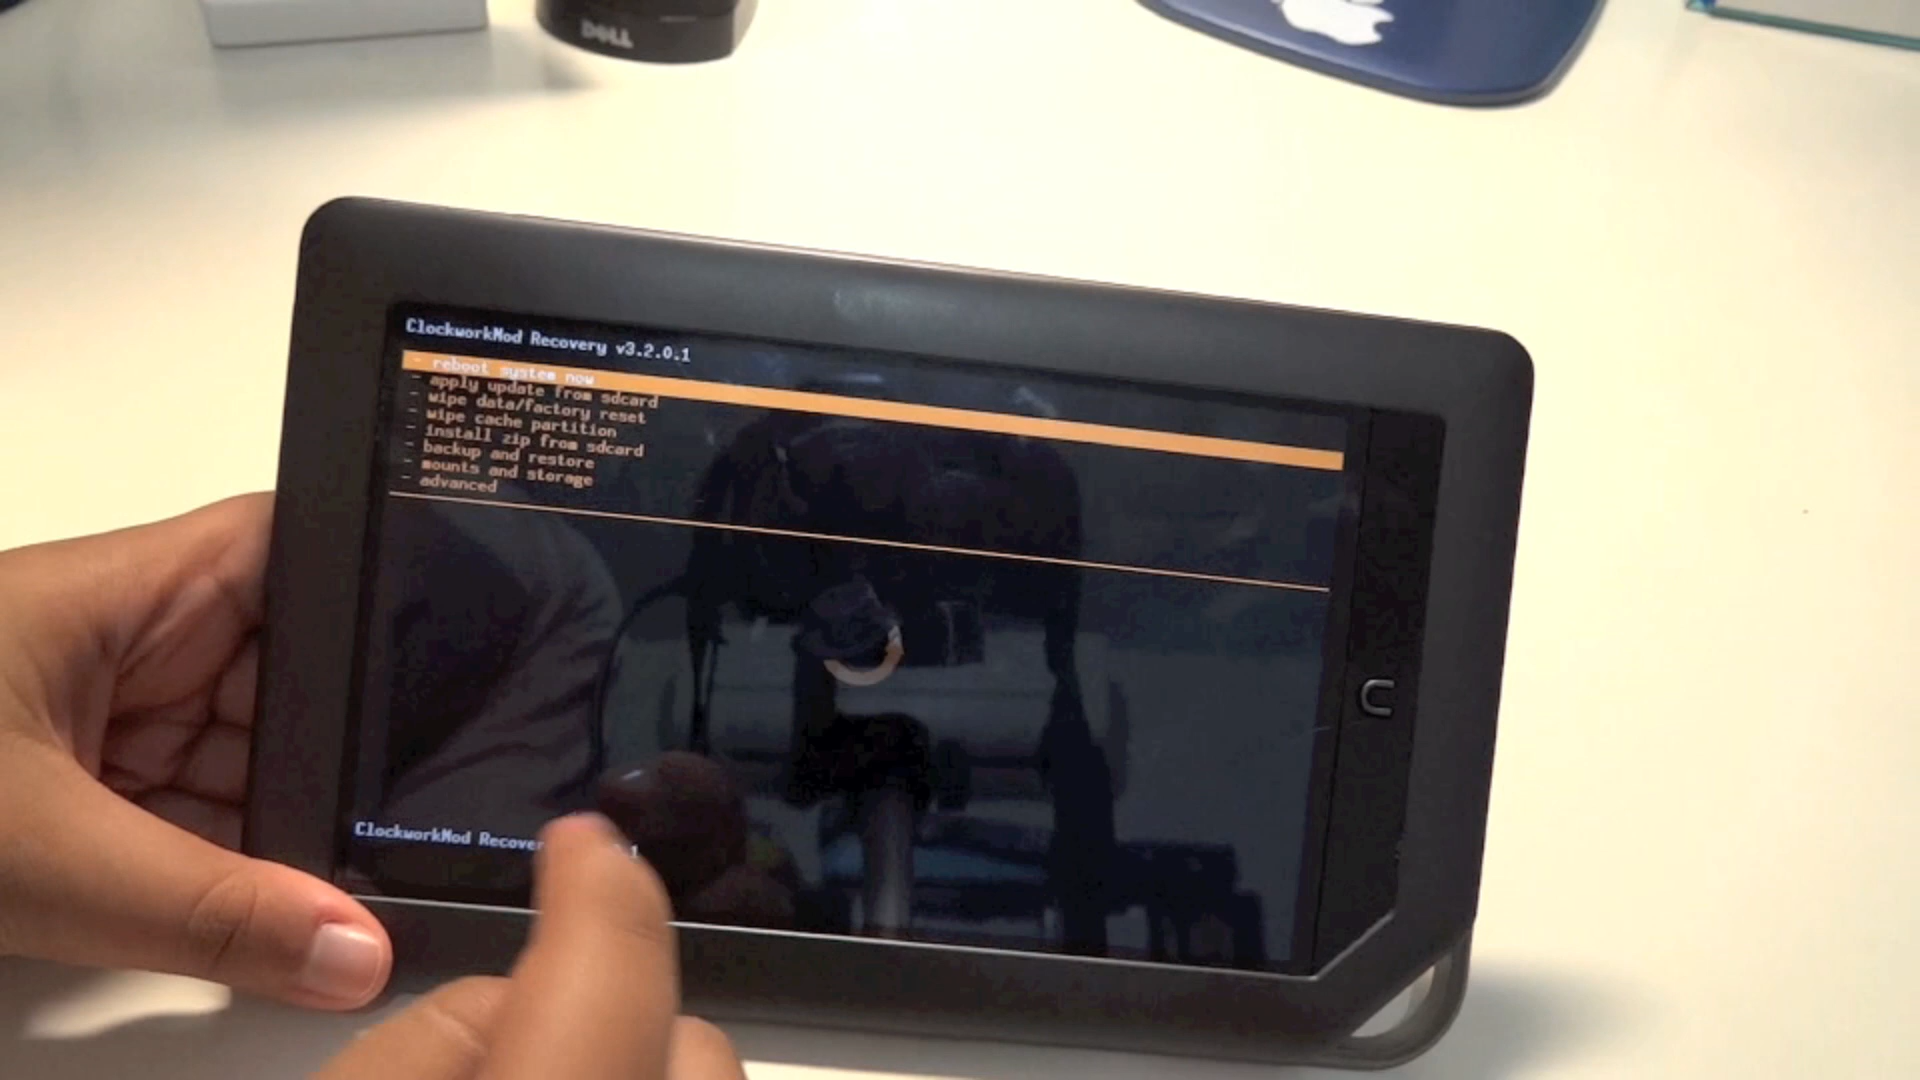 DELL
ClockworkMod Recovery v3.2.0.1
- reboot system now
- apply update from sdcard
- wipe data/factory reset
- wipe cache partition
- install zip from sdcard
- backup and restore
- mounts and storage
- advanced
ClockworkMod